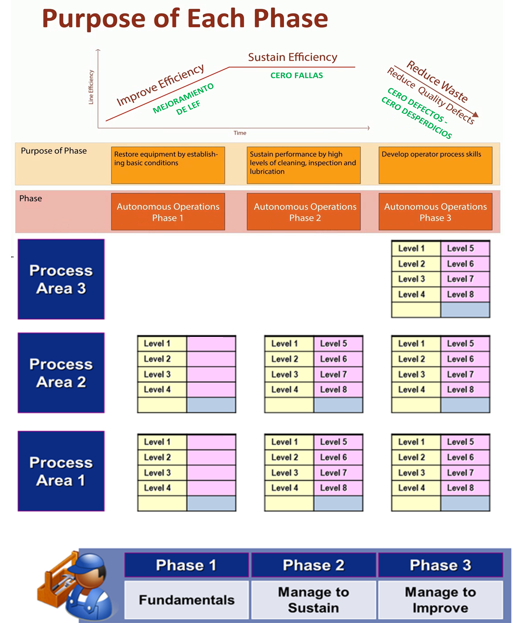 Purpose of Each Phase
Line Efficiency
Improve Efficiency
MEJORAMIENTO
DE LEF
Sustain Efficiency
CERO FALLAS
Reduce Waste
Reduce Quality Defects
CERO DEFECTOS -
CERO DESPERDICIOS
Time
Purpose of Phase
Restore equipment by establish-
ing basic conditions
Sustain performance by high
levels of cleaning, inspection and
lubrication
Develop operator process skills
Phase
Autonomous Operations
Phase 1
Autonomous Operations
Phase 2
Autonomous Operations
Phase 3
Process
Area 3
Level 1 Level 5
Level 2 Level 6
Level 3 Level 7
Level 4 Level 8
Process
Area 2
Level 1
Level 2
Level 3
Level 4
Level 1 Level 5
Level 2 Level 6
Level 3 Level 7
Level 4 Level 8
Level 1 Level 5
Level 2 Level 6
Level 3 Level 7
Level 4 Level 8
Process
Area 1
Level 1
Level 2
Level 3
Level 4
Level 1 Level 5
Level 2 Level 6
Level 3 Level 7
Level 4 Level 8
Level 1 Level 5
Level 2 Level 6
Level 3 Level 7
Level 4 Level 8
Phase 1 Phase 2 Phase 3
Fundamentals
Manage to
Sustain
Manage to
Improve